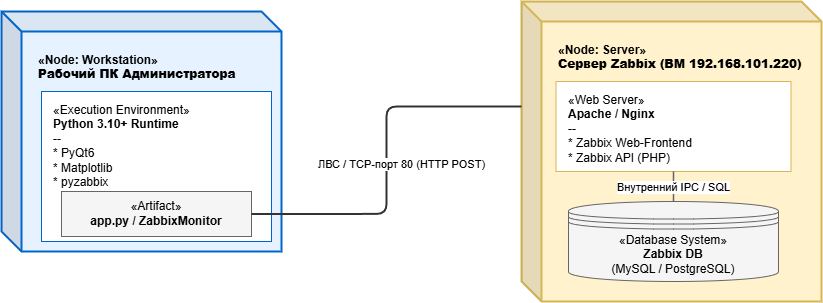 «Node: Workstation»
Рабочий ПК Администратора
«Execution Environment»
Python 3.10+ Runtime
--
* PyQt6
* Matplotlib
* pyzabbix
«Artifact»
app.py / ZabbixMonitor
ЛВС / TCP-порт 80 (HTTP POST)
«Node: Server»
Сервер Zabbix (ВМ 192.168.101.220)
«Web Server»
Apache / Nginx
--
* Zabbix Web-Frontend
* Zabbix API (PHP)
Внутренний IPC / SQL
«Database System»
Zabbix DB
(MySQL / PostgreSQL)